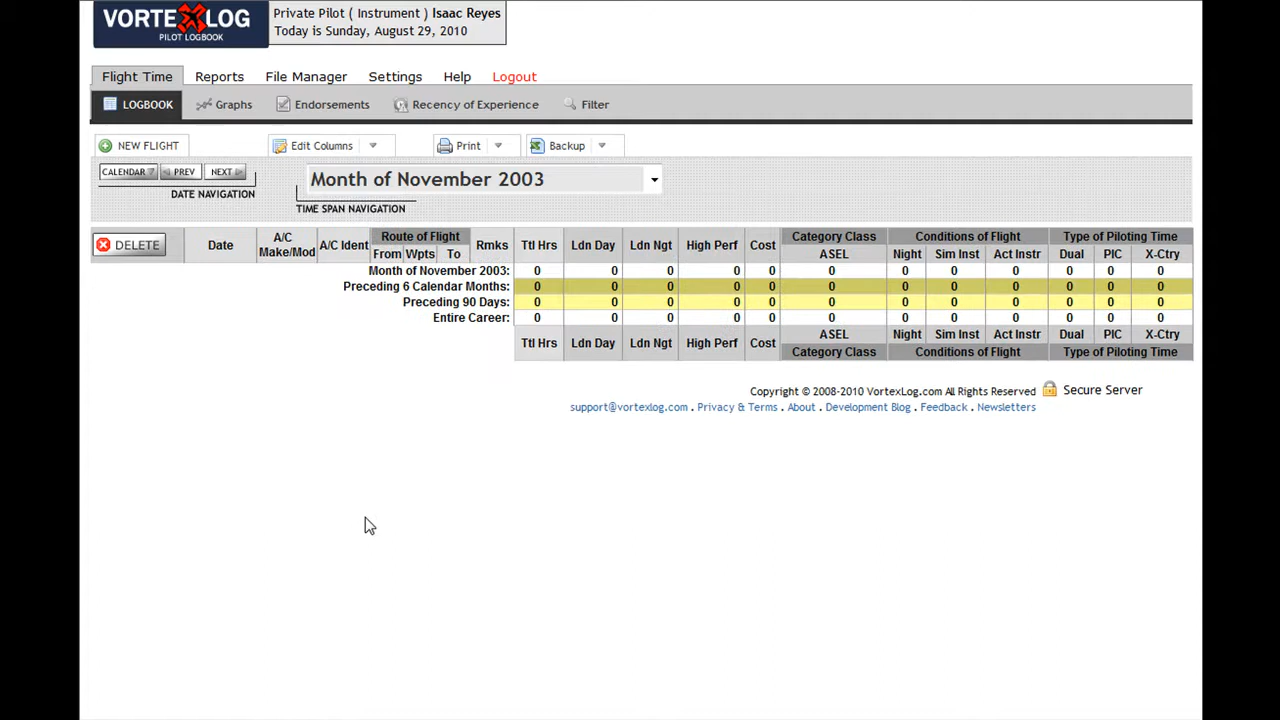 VORTEXLOG
PILOT LOGBOOK
Private Pilot ( Instrument ) Isaac Reyes
Today is Sunday, August 29, 2010
Flight Time Reports File Manager Settings Help Logout
LOGBOOK Graphs Endorsements Recency of Experience Filter
NEW FLIGHT Edit Columns Print Backup
CALENDAR PREV NEXT
DATE NAVIGATION
Month of November 2003
TIME SPAN NAVIGATION
DELETE Date A/C Make/Mod A/C Ident Route of Flight Rmks Ttl Hrs Ldn Day Ldn Ngt High Perf Cost Category Class Conditions of Flight Type of Piloting Time
From Wpts To ASEL Night Sim Inst Act Instr Dual PIC X-Ctry
Month of November 2003: 0 0 0 0 0 0 0 0 0 0 0 0
Preceding 6 Calendar Months: 0 0 0 0 0 0 0 0 0 0 0 0
Preceding 90 Days: 0 0 0 0 0 0 0 0 0 0 0 0
Entire Career: 0 0 0 0 0 0 0 0 0 0 0 0
Ttl Hrs Ldn Day Ldn Ngt High Perf Cost ASEL Night Sim Inst Act Instr Dual PIC X-Ctry
Category Class Conditions of Flight Type of Piloting Time
Copyright © 2008-2010 VortexLog.com All Rights Reserved Secure Server
support@vortexlog.com . Privacy & Terms . About . Development Blog . Feedback . Newsletters